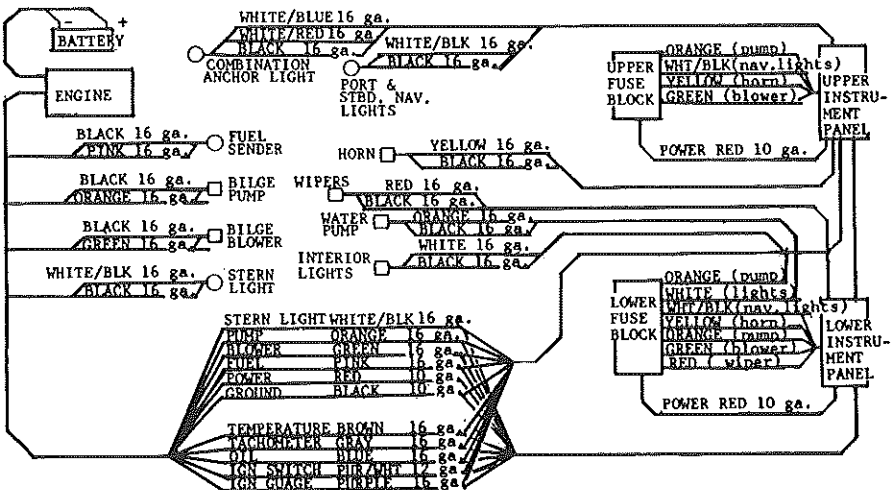 - +
BATTERY
ENGINE
WHITE/BLUE 16 ga.
WHITE/RED 16 ga.
BLACK 16 ga.
COMBINATION
ANCHOR LIGHT
WHITE/BLK 16 ga.
BLACK 16 ga.
PORT &
STBD. NAV.
LIGHTS
UPPER
FUSE
BLOCK
ORANGE (pump)
WHT/BLK(nav.lights)
YELLOW (horn)
GREEN (blower)
POWER RED 10 ga.
UPPER
INSTRU-
MENT
PANEL
BLACK 16 ga.
PINK 16 ga.
FUEL
SENDER
BLACK 16 ga.
ORANGE 16 ga.
BILGE
PUMP
BLACK 16 ga.
GREEN 16 ga.
BILGE
BLOWER
WHITE/BLK 16 ga.
BLACK 16 ga.
STERN
LIGHT
HORN
YELLOW 16 ga.
BLACK 16 ga.
WIPERS
RED 16 ga.
BLACK 16 ga.
WATER
PUMP
ORANGE 16 ga.
BLACK 16 ga.
INTERIOR
LIGHTS
WHITE 16 ga.
BLACK 16 ga.
LOWER
FUSE
BLOCK
ORANGE (pump)
WHITE (lights)
WHT/BLK(nav.lights)
YELLOW (horn)
ORANGE (pump)
GREEN (blower)
RED (wiper)
POWER RED 10 ga.
LOWER
INSTRU-
MENT
PANEL
STERN LIGHT WHITE/BLK 16 ga.
PUMP ORANGE 16 ga.
BLOWER GREEN 16 ga.
FUEL PINK 16 ga.
POWER RED 10 ga.
GROUND BLACK 10 ga.
TEMPERATURE BROWN 16 ga.
TACHOMETER GRAY 16 ga.
OIL BLUE 16 ga.
IGN SWITCH PUR/WHT 12 ga.
IGN GUAGE PURPLE 16 ga.